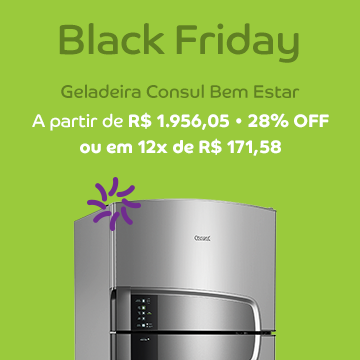 Black Friday
Geladeira Consul Bem Estar
A partir de R$ 1.956,05 • 28% OFF
ou em 12x de R$ 171,58
Consul